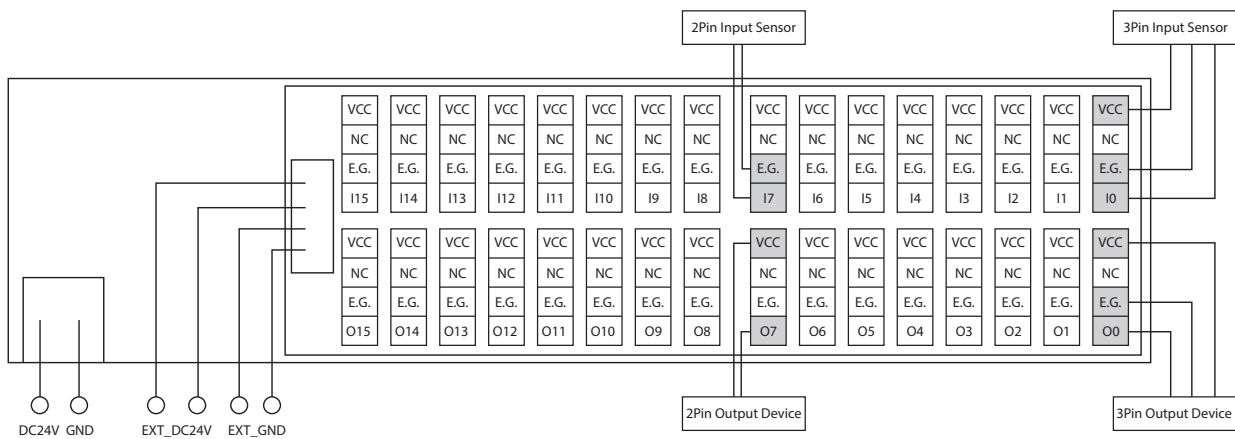 2Pin Input Sensor 3Pin Input Sensor
VCC VCC VCC VCC VCC VCC VCC VCC VCC VCC VCC VCC VCC VCC VCC VCC
NC NC NC NC NC NC NC NC NC NC NC NC NC NC NC NC
E.G. E.G. E.G. E.G. E.G. E.G. E.G. E.G. E.G. E.G. E.G. E.G. E.G. E.G. E.G. E.G.
I15 I14 I13 I12 I11 I10 I9 I8 I7 I6 I5 I4 I3 I2 I1 I0
VCC VCC VCC VCC VCC VCC VCC VCC VCC VCC VCC VCC VCC VCC VCC VCC
NC NC NC NC NC NC NC NC NC NC NC NC NC NC NC NC
E.G. E.G. E.G. E.G. E.G. E.G. E.G. E.G. E.G. E.G. E.G. E.G. E.G. E.G. E.G. E.G.
O15 O14 O13 O12 O11 O10 O9 O8 O7 O6 O5 O4 O3 O2 O1 O0
2Pin Output Device 3Pin Output Device
DC24V GND EXT_DC24V EXT_GND